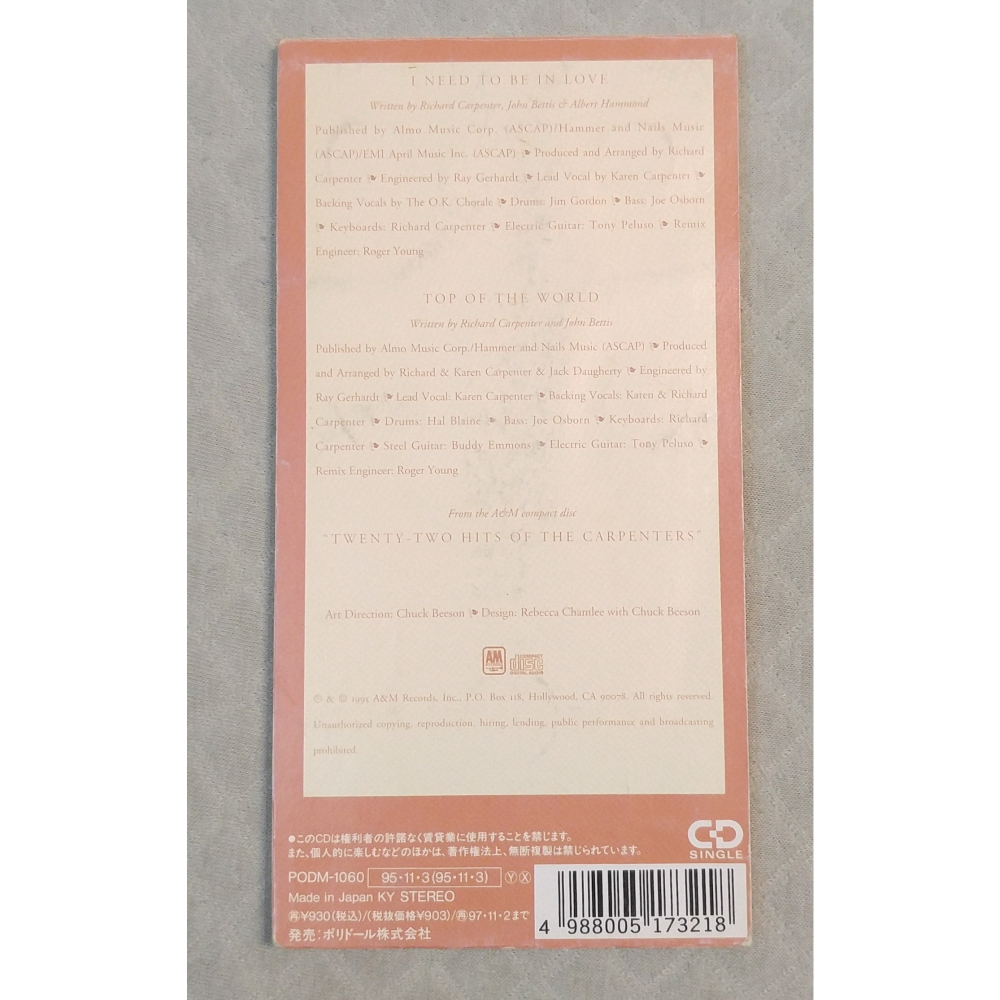 I NEED TO BE IN LOVE
Written by Richard Carpenter, John Bettis & Albert Hammond
Published by Almo Music Corp. (ASCAP)/Hammer and Nails Music
(ASCAP)/EMI April Music Inc. (ASCAP) ❧ Produced and Arranged by Richard
Carpenter ❧ Engineered by Ray Gerhardt ❧ Lead Vocal by Karen Carpenter ❧
Backing Vocals by The O.K. Chorale ❧ Drums: Jim Gordon ❧ Bass: Joe Osborn
❧ Keyboards: Richard Carpenter ❧ Electric Guitar: Tony Peluso ❧ Remix
Engineer: Roger Young
TOP OF THE WORLD
Written by Richard Carpenter and John Bettis
Published by Almo Music Corp./Hammer and Nails Music (ASCAP) ❧ Produced
and Arranged by Richard & Karen Carpenter & Jack Daugherty ❧ Engineered by
Ray Gerhardt ❧ Lead Vocal: Karen Carpenter ❧ Backing Vocals: Karen & Richard
Carpenter ❧ Drums: Hal Blaine ❧ Bass: Joe Osborn ❧ Keyboards: Richard
Carpenter ❧ Steel Guitar: Buddy Emmons ❧ Electric Guitar: Tony Peluso ❧
Remix Engineer: Roger Young
From the A&M compact disc
"TWENTY-TWO HITS OF THE CARPENTERS"
Art Direction: Chuck Beeson ❧ Design: Rebecca Chamlee with Chuck Beeson
AM COMPACT disc DIGITAL AUDIO
℗ & © 1995 A&M Records, Inc., P.O. Box 118, Hollywood, CA 90078. All rights reserved.
Unauthorized copying, reproduction, hiring, lending, public performance and broadcasting
prohibited.
●このCDは権利者の許諾なく賃貸業に使用することを禁じます。
また、個人的に楽しむなどのほかは、著作権法上、無断複製は禁じられています。
CD SINGLE
PODM-1060 95・11・3(95・11・3) Ⓨ Ⓧ
Made in Japan KY STEREO
㊢¥930(税込)/(税抜価格¥903)/㊢97・11・2まで
発売:ポリドール株式会社
4 988005 173218